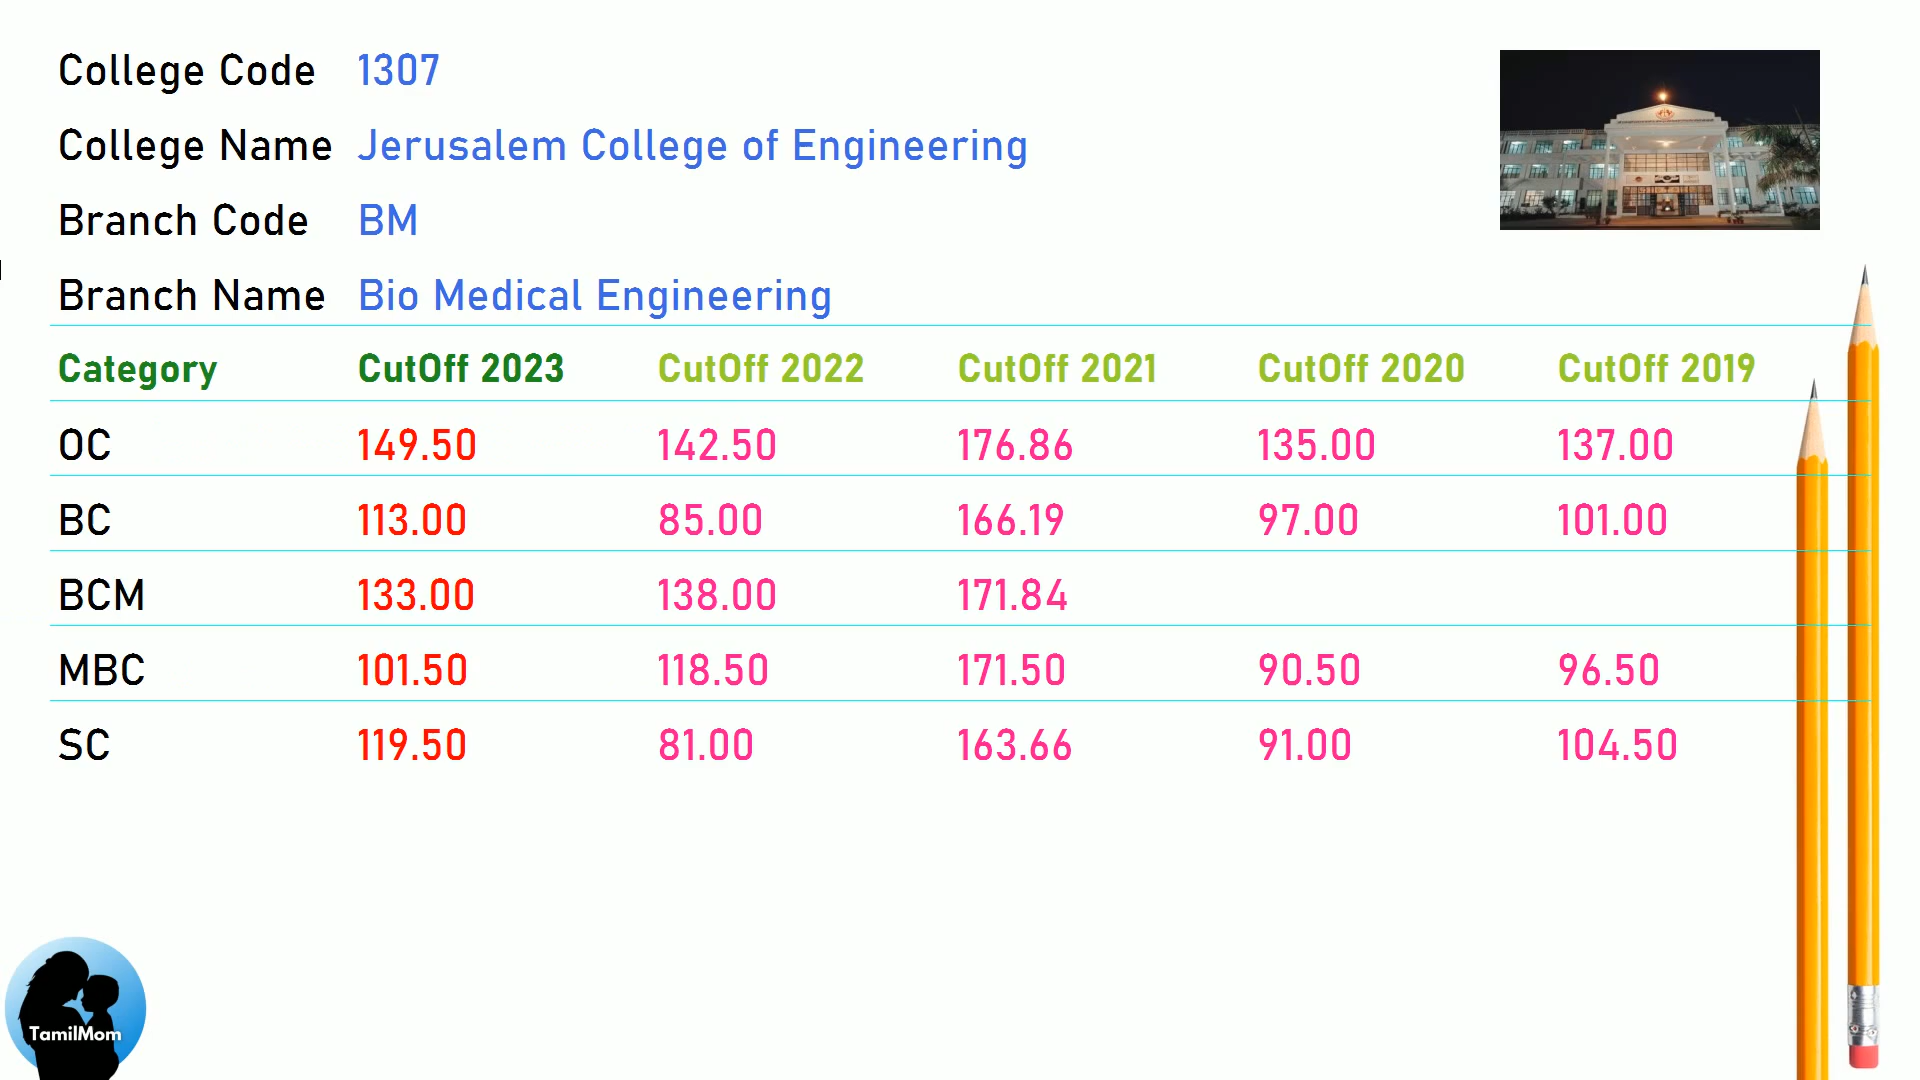 College Code 1307
College Name Jerusalem College of Engineering
Branch Code BM
Branch Name Bio Medical Engineering
Category CutOff 2023 CutOff 2022 CutOff 2021 CutOff 2020 CutOff 2019
OC 149.50 142.50 176.86 135.00 137.00
BC 113.00 85.00 166.19 97.00 101.00
BCM 133.00 138.00 171.84
MBC 101.50 118.50 171.50 90.50 96.50
SC 119.50 81.00 163.66 91.00 104.50
TamilMom